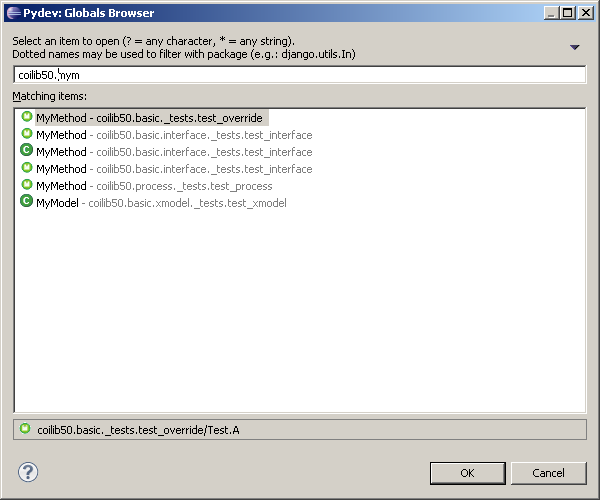 Pydev: Globals Browser
Select an item to open (? = any character, * = any string).
Dotted names may be used to filter with package (e.g.: django.utils.In)
coilib50.*mym
Matching items:
M MyMethod - coilib50.basic._tests.test_override
M MyMethod - coilib50.basic.interface._tests.test_interface
C MyMethod - coilib50.basic.interface._tests.test_interface
M MyMethod - coilib50.basic.interface._tests.test_interface
M MyMethod - coilib50.process._tests.test_process
C MyModel - coilib50.basic.xmodel._tests.test_xmodel
M coilib50.basic._tests.test_override/Test.A
? OK Cancel